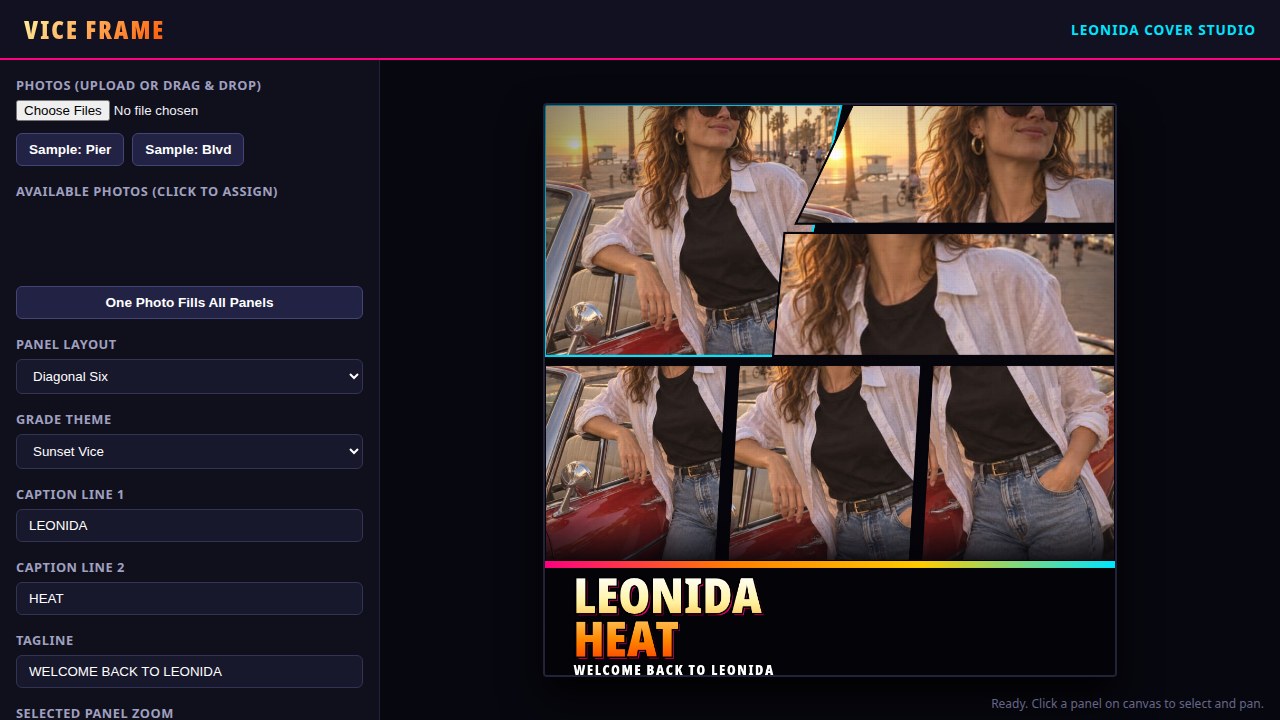 VICE FRAME
LEONIDA COVER STUDIO
PHOTOS (UPLOAD OR DRAG & DROP)
Choose Files No file chosen
Sample: Pier Sample: Blvd
AVAILABLE PHOTOS (CLICK TO ASSIGN)
One Photo Fills All Panels
PANEL LAYOUT
Diagonal Six
GRADE THEME
Sunset Vice
CAPTION LINE 1
LEONIDA
CAPTION LINE 2
HEAT
TAGLINE
WELCOME BACK TO LEONIDA
SELECTED PANEL ZOOM
LEONIDA
HEAT
WELCOME BACK TO LEONIDA
Ready. Click a panel on canvas to select and pan.